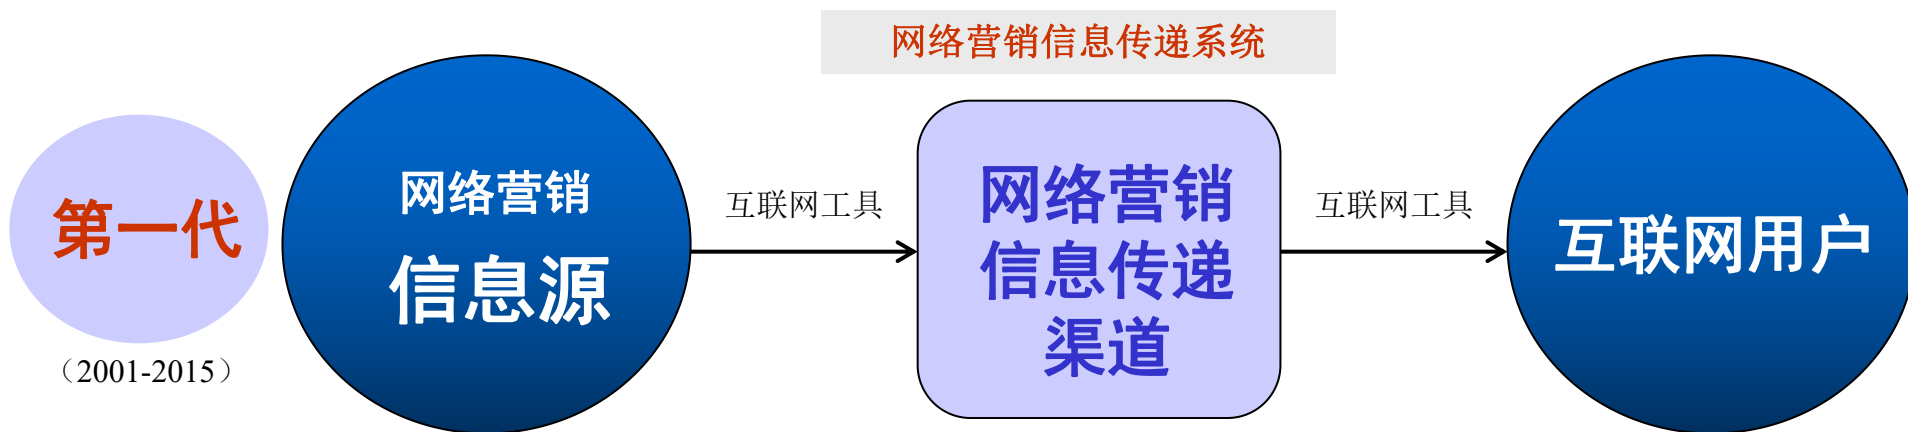 网络营销信息传递系统
第一代
（2001-2015）
网络营销
信息源
互联网工具
网络营销
信息传递
渠道
互联网工具
互联网用户